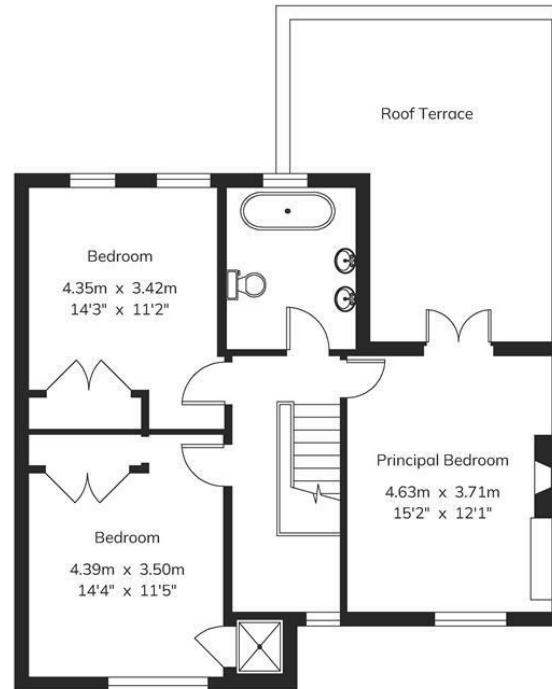 Roof Terrace
Bedroom
4.35m x 3.42m
14'3" x 11'2"
Principal Bedroom
4.63m x 3.71m
15'2" x 12'1"
Bedroom
4.39m x 3.50m
14'4" x 11'5"